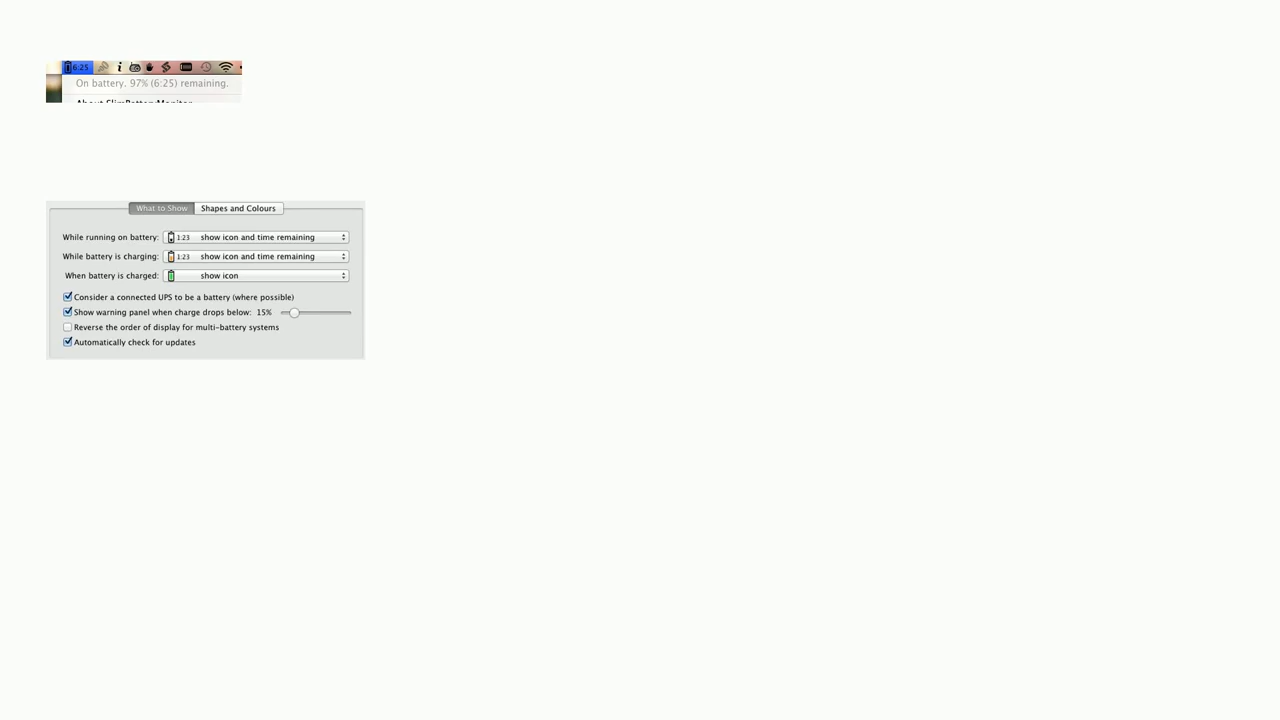 6:25
On battery. 97% (6:25) remaining.
About SlimBatteryMonitor
What to Show Shapes and Colours
While running on battery: 1:23 show icon and time remaining
While battery is charging: 1:23 show icon and time remaining
When battery is charged: show icon
Consider a connected UPS to be a battery (where possible)
Show warning panel when charge drops below: 15%
Reverse the order of display for multi-battery systems
Automatically check for updates